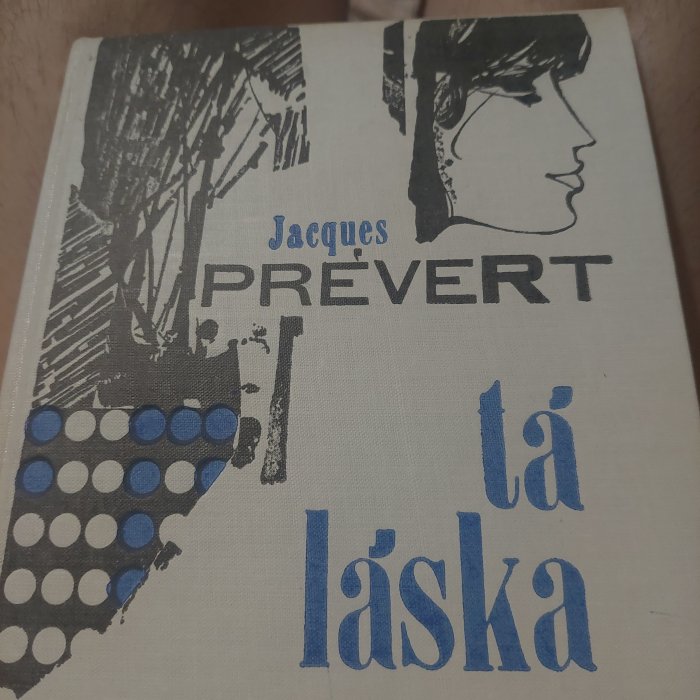 Jacques
PRÉVERT
tá
láska